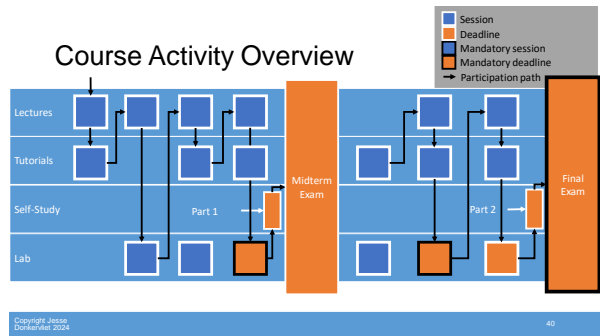 Session
Deadline
Mandatory session
Mandatory deadline
Participation path
Course Activity Overview
Lectures
Tutorials
Midterm
Exam
Final
Exam
Self-Study
Part 1
Part 2
Lab
Copyright Jesse
Donkervliet 2024
40